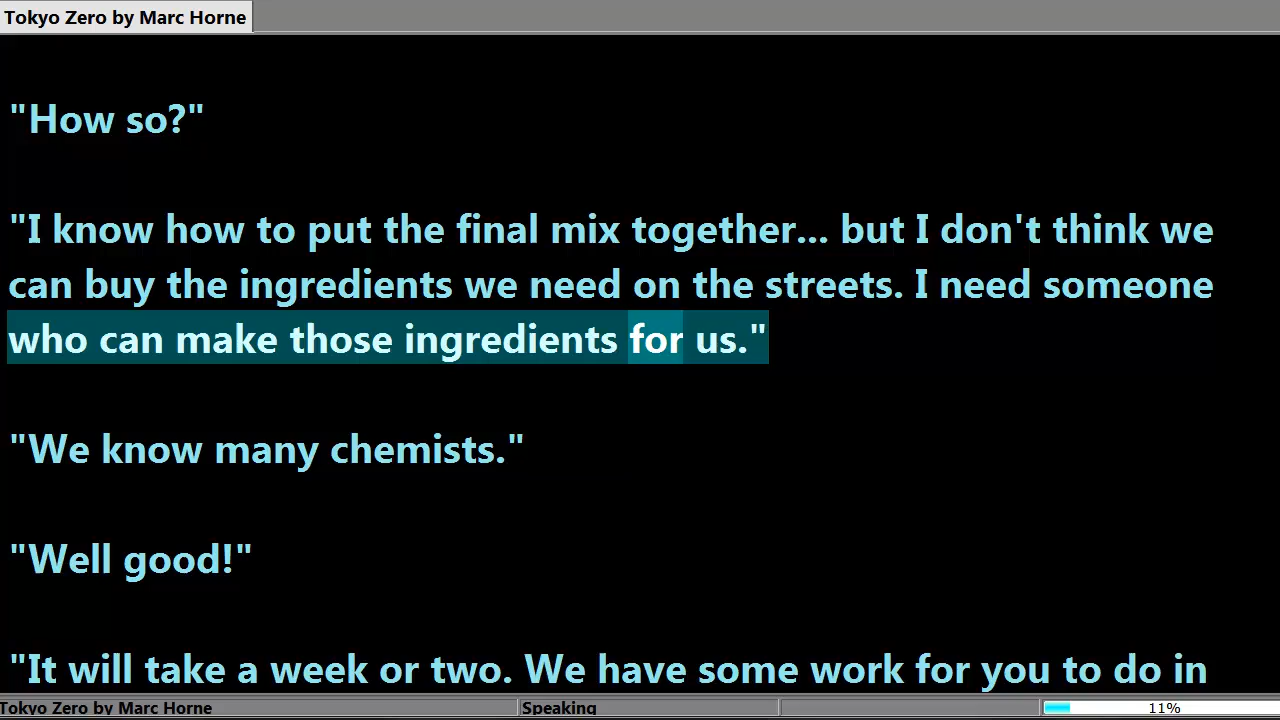 Tokyo Zero by Marc Horne
"How so?"
"I know how to put the final mix together... but I don't think we
can buy the ingredients we need on the streets. I need someone
who can make those ingredients for us."
"We know many chemists."
"Well good!"
"It will take a week or two. We have some work for you to do in
Tokyo Zero by Marc Horne
Speaking
11%